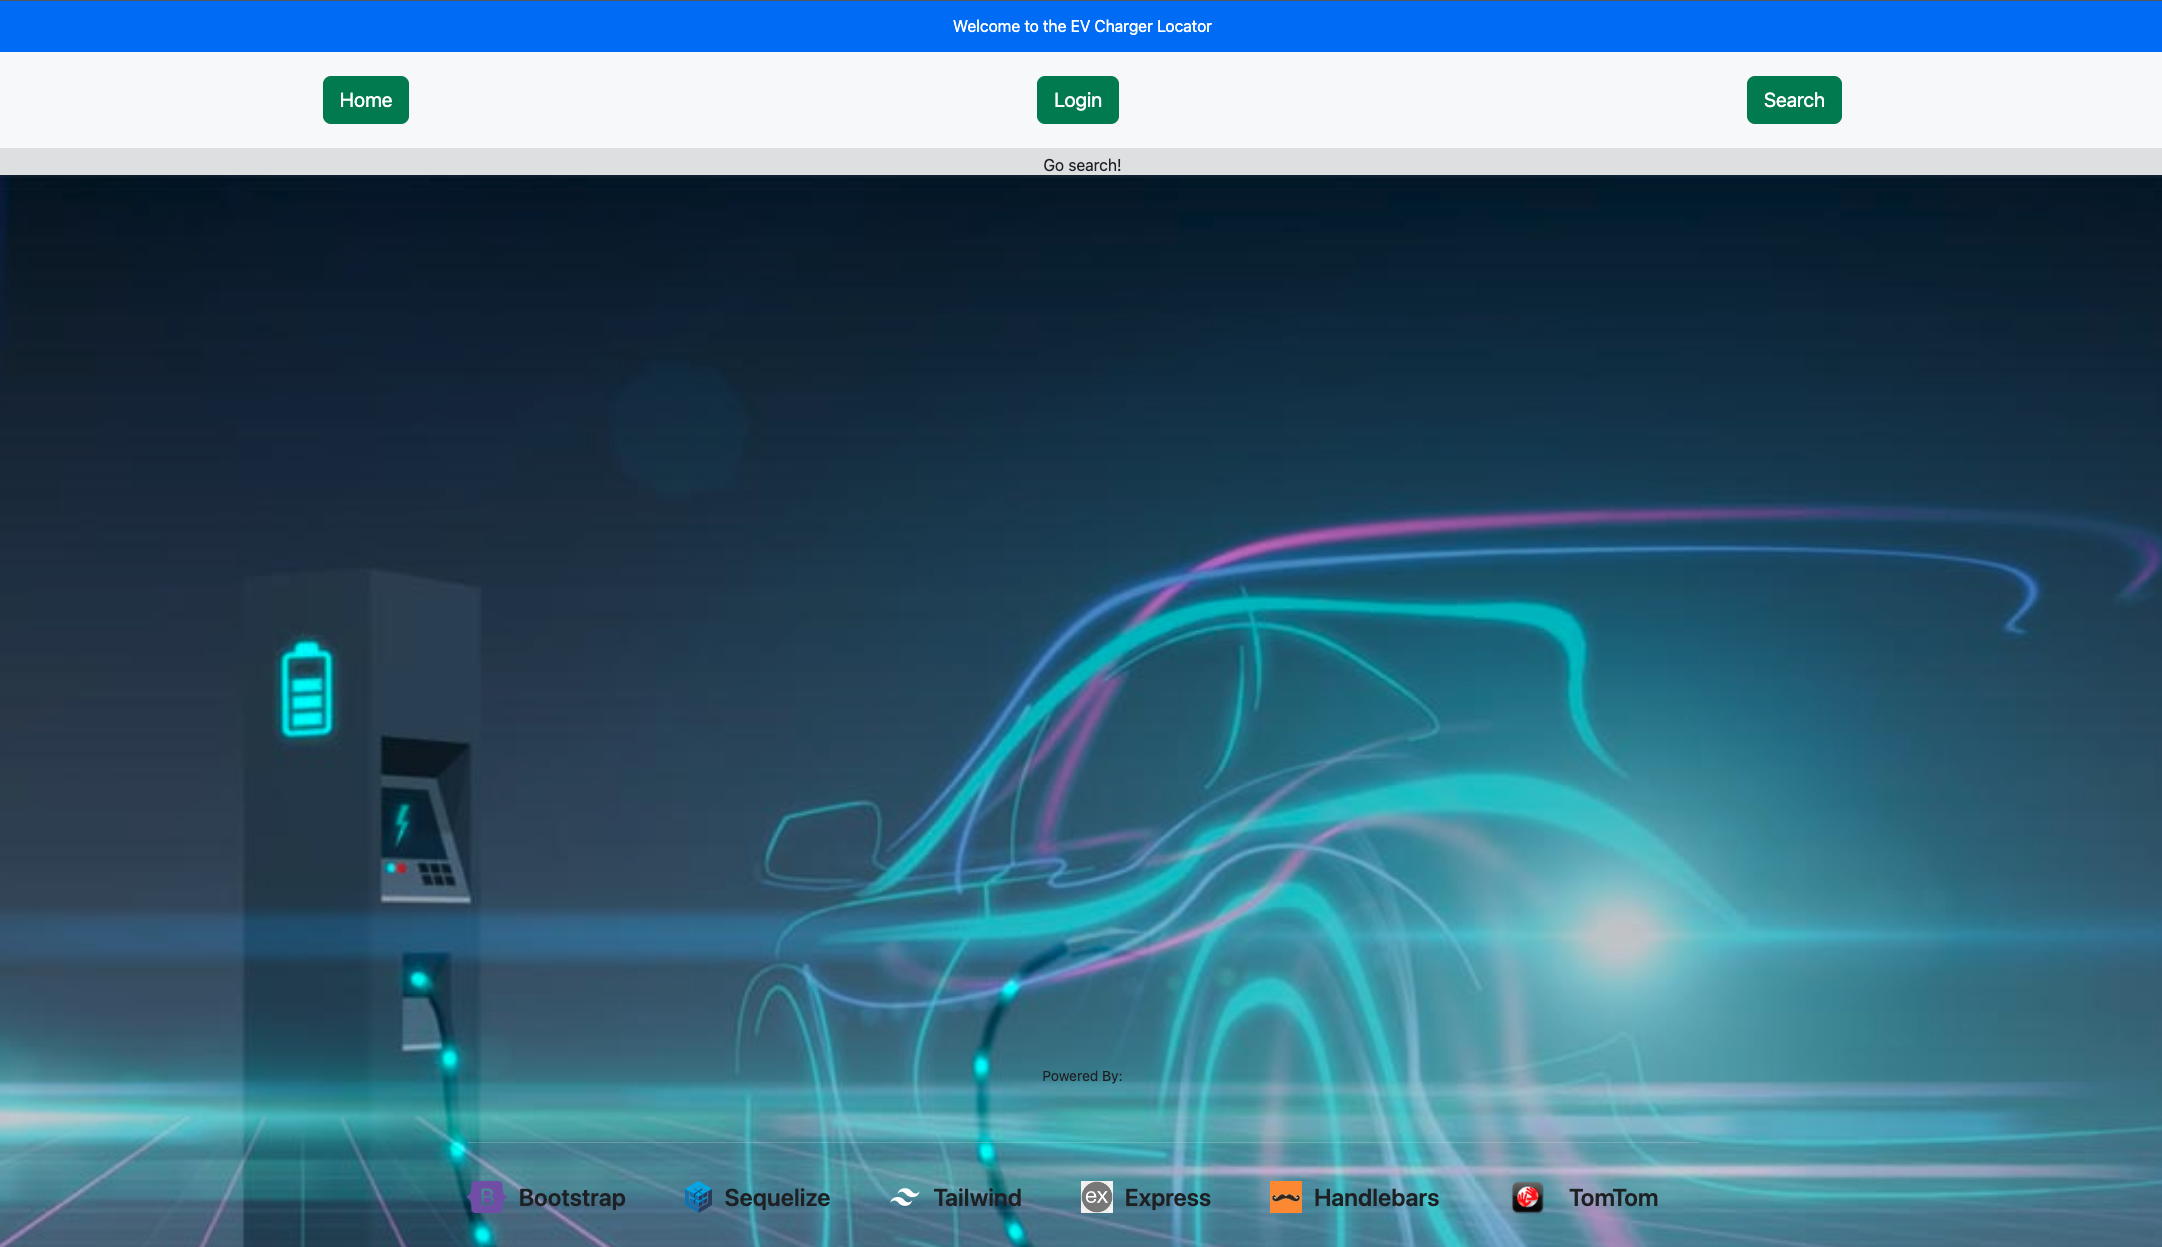 Welcome to the EV Charger Locator
Home Login Search
Go search!
Powered By:
B Bootstrap Sequelize Tailwind ex Express Handlebars TomTom